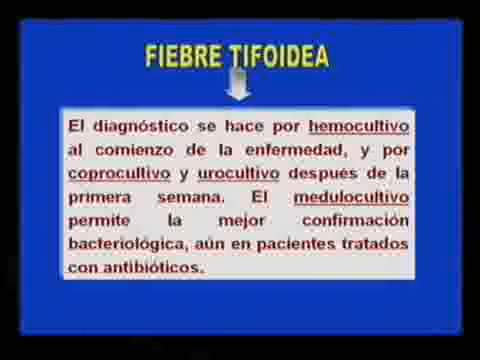 FIEBRE TIFOIDEA
El diagnóstico se hace por hemocultivo
al comienzo de la enfermedad, y por
coprocultivo y urocultivo después de la
primera semana. El medulocultivo
permite la mejor confirmación
bacteriológica, aún en pacientes tratados
con antibióticos.